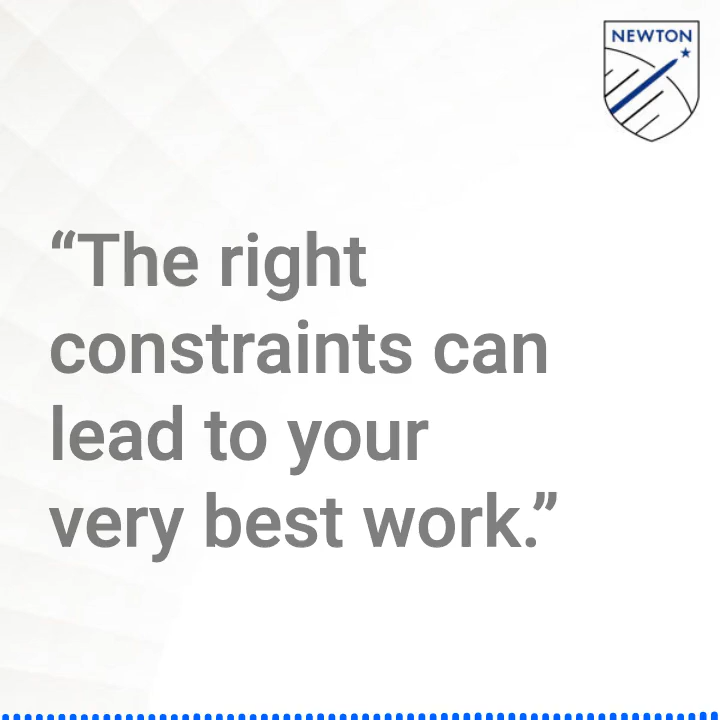 NEWTON
“The right
constraints can
lead to your
very best work.”